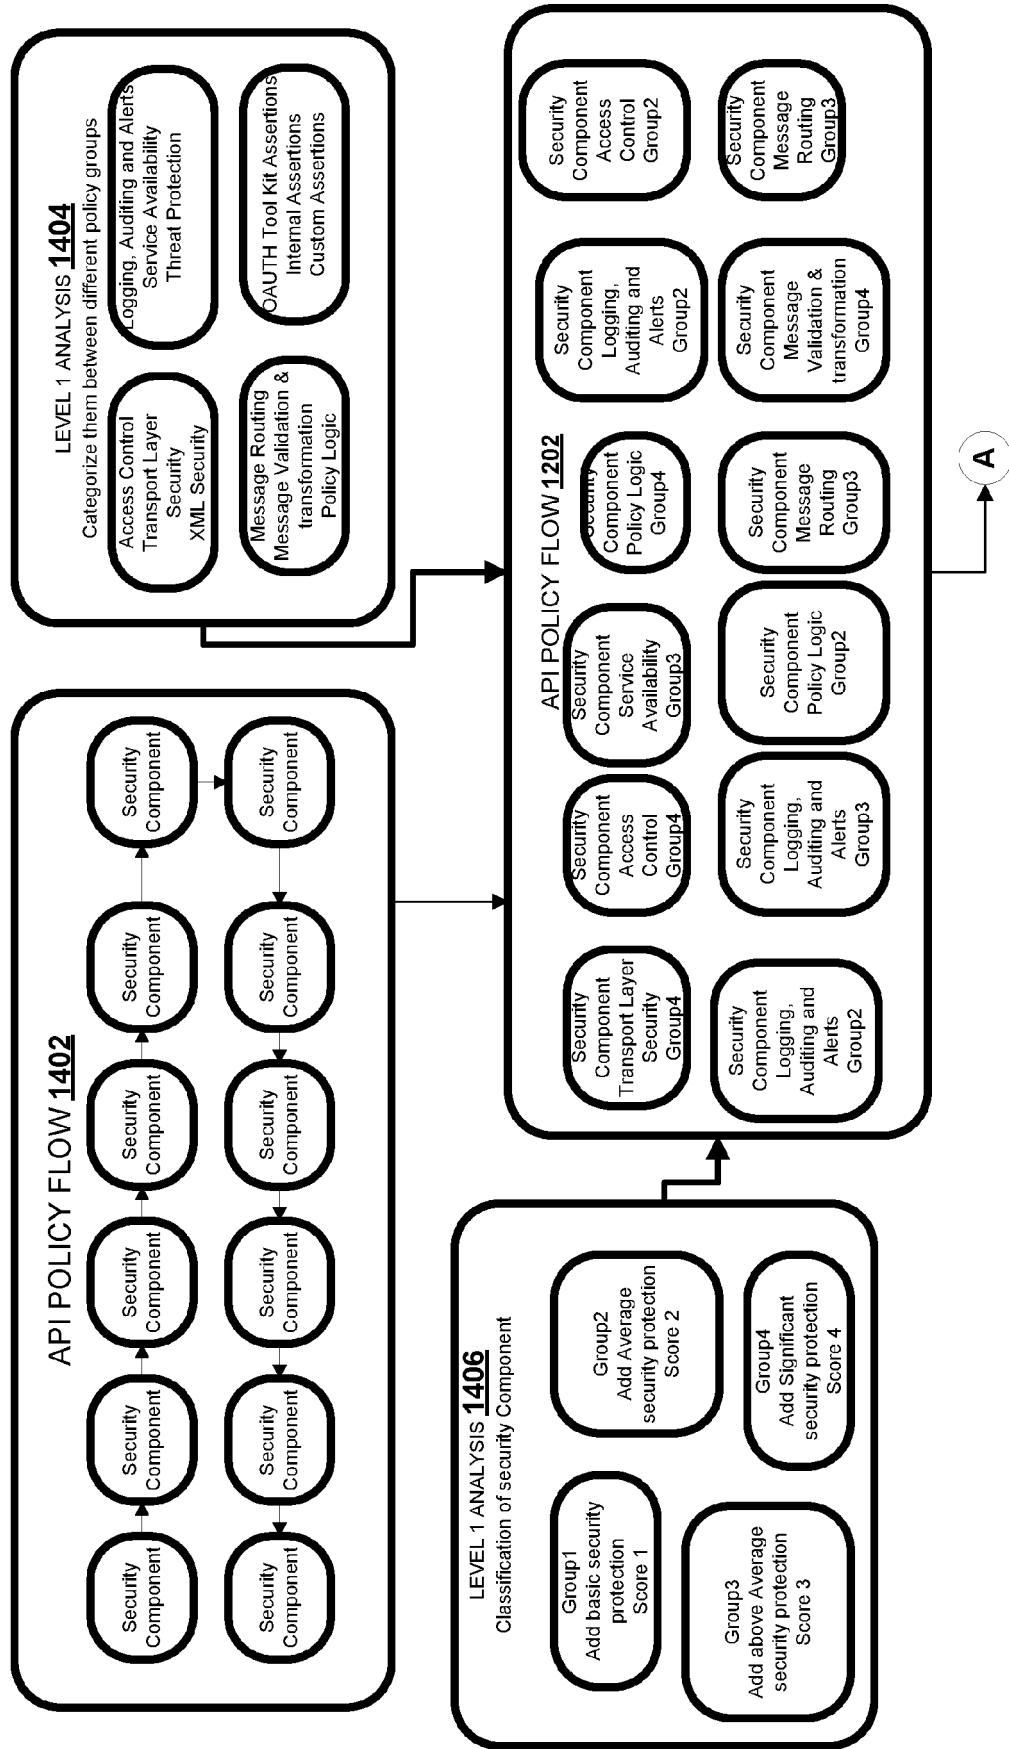 API POLICY FLOW 1402
Security
Component
Security
Component
Security
Component
Security
Component
Security
Component
Security
Component
Security
Component
Security
Component
Security
Component
Security
Component
Security
Component
Security
Component
LEVEL 1 ANALYSIS 1404
Categorize them between different policy groups
Access Control
Transport Layer
Security
XML Security
Logging, Auditing and Alerts
Service Availability
Threat Protection
Message Routing
Message Validation &
transformation
Policy Logic
OAUTH Tool Kit Assertions
Internal Assertions
Custom Assertions
LEVEL 1 ANALYSIS 1406
Classification of security Component
Group1
Add basic security
protection
Score 1
Group2
Add Average
security protection
Score 2
Group3
Add above Average
security protection
Score 3
Group4
Add Significant
security protection
Score 4
API POLICY FLOW 1202
Security
Component
Transport Layer
Security
Group4
Security
Component
Access
Control
Group4
Security
Component
Service
Availability
Group3
Security
Component
Policy Logic
Group4
Security
Component
Logging,
Auditing and
Alerts
Group2
Security
Component
Access
Control
Group2
Security
Component
Logging,
Auditing and
Alerts
Group2
Security
Component
Logging,
Auditing and
Alerts
Group3
Security
Component
Policy Logic
Group2
Security
Component
Message
Routing
Group3
Security
Component
Message
Validation &
transformation
Group4
Security
Component
Message
Routing
Group3
A